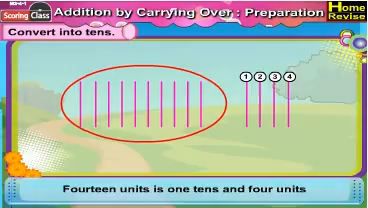 Scoring Class
Addition by Carrying Over : Preparation
Home
Revise
Convert into tens.
1 2 3 4
Fourteen units is one tens and four units